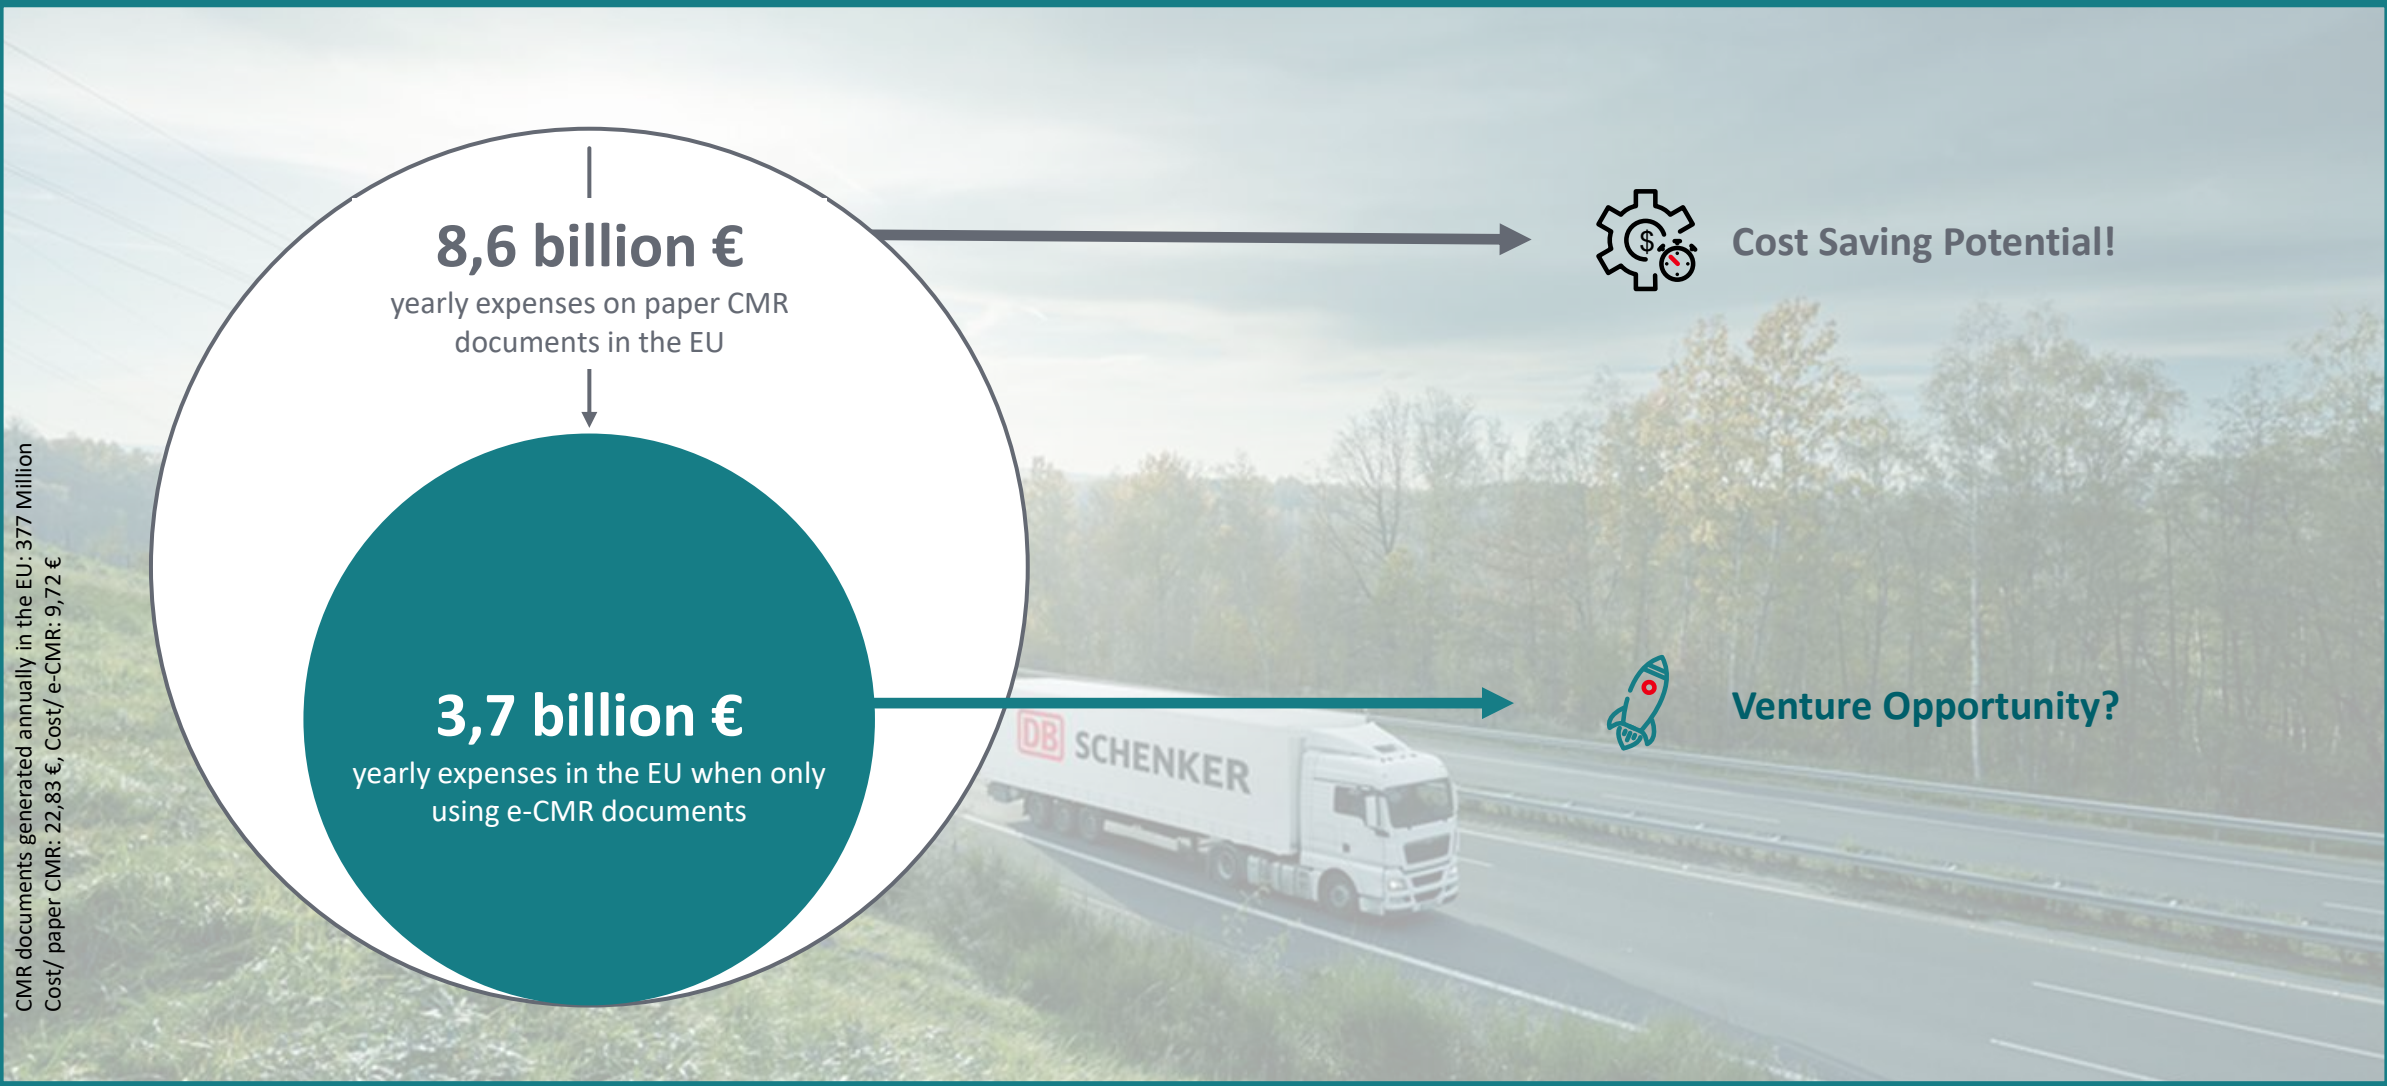 8,6 billion €
yearly expenses on paper CMR
documents in the EU
$
Cost Saving Potential!
3,7 billion €
yearly expenses in the EU when only
using e-CMR documents
Venture Opportunity?
DB SCHENKER
CMR documents generated annually in the EU: 377 Million
Cost/ paper CMR: 22,83 €, Cost/ e-CMR: 9,72 €